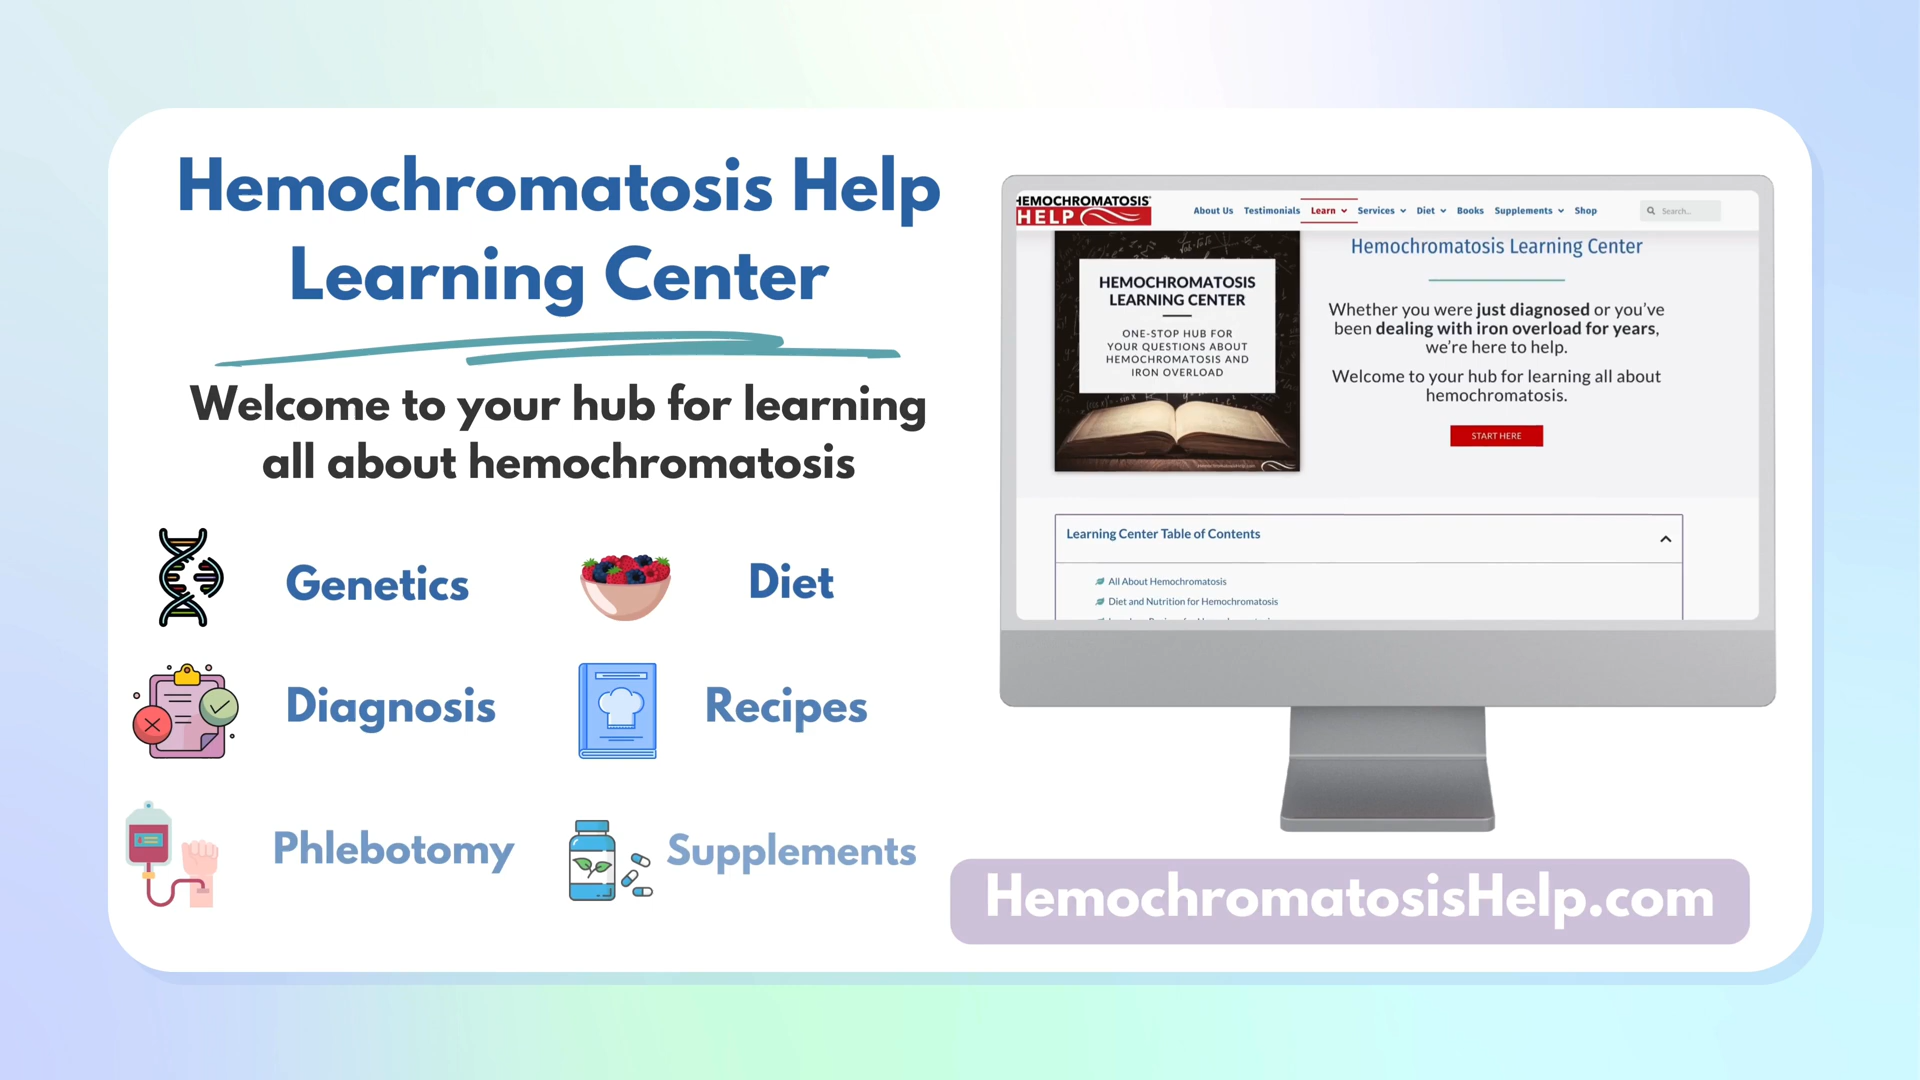 Hemochromatosis Help
Learning Center
Welcome to your hub for learning
all about hemochromatosis
Genetics
Diet
Diagnosis
Recipes
Phlebotomy
Supplements
HEMOCHROMATOSIS
HELP
About Us Testimonials Learn Services Diet Books Supplements Shop
Search...
HEMOCHROMATOSIS
LEARNING CENTER
ONE-STOP HUB FOR
YOUR QUESTIONS ABOUT
HEMOCHROMATOSIS AND
IRON OVERLOAD
Hemochromatosis Learning Center
Whether you were just diagnosed or you've
been dealing with iron overload for years,
we're here to help.
Welcome to your hub for learning all about
hemochromatosis.
START HERE
Learning Center Table of Contents
All About Hemochromatosis
Diet and Nutrition for Hemochromatosis
HemochromatosisHelp.com